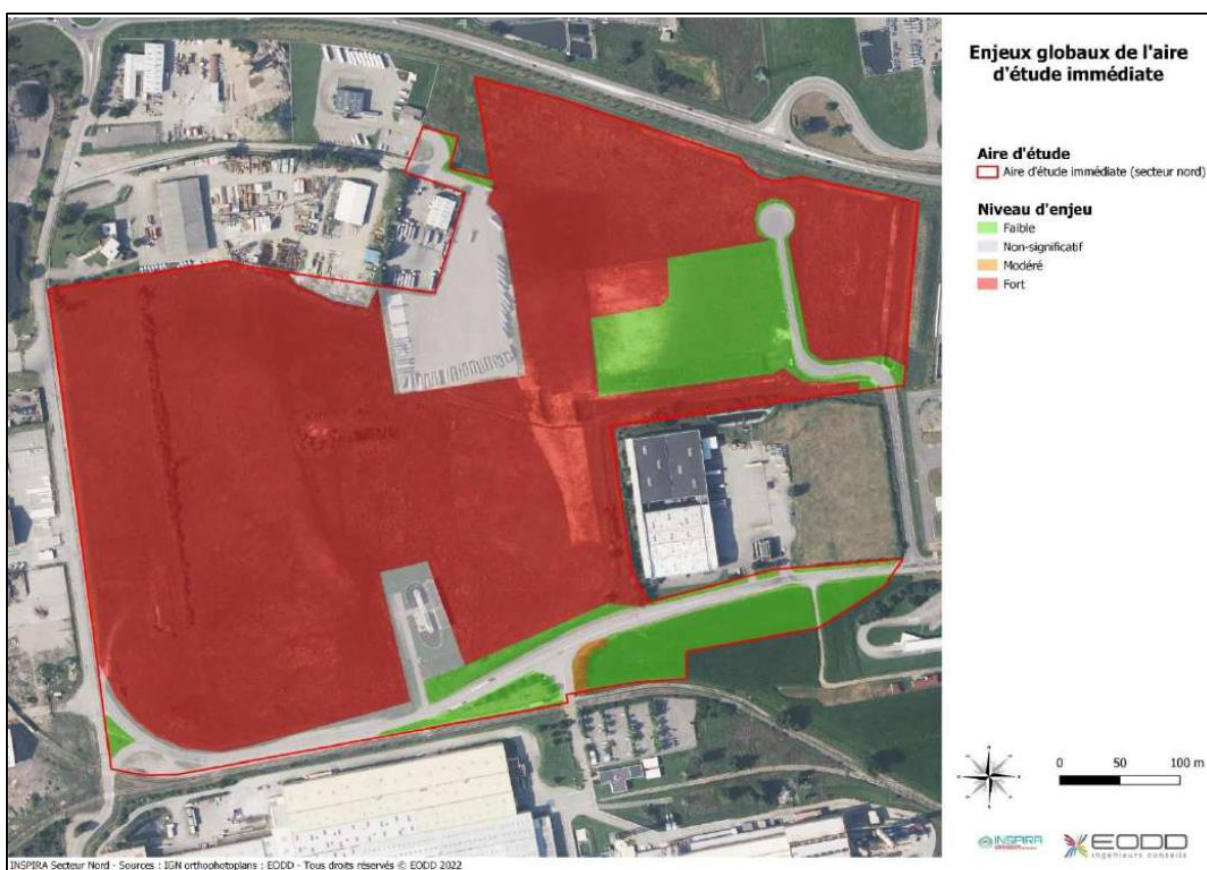 Enjeux globaux de l'aire
d'étude immédiate
Aire d'étude
Aire d'étude immédiate (secteur nord)
Niveau d'enjeu
Faible
Non-significatif
Modéré
Fort
0 50 100 m
INSPIRA
EODD
ingénieurs conseils
INSPIRA Secteur Nord - Sources : IGN orthophotoplans ; EODD - Tous droits réservés © EODD 2022